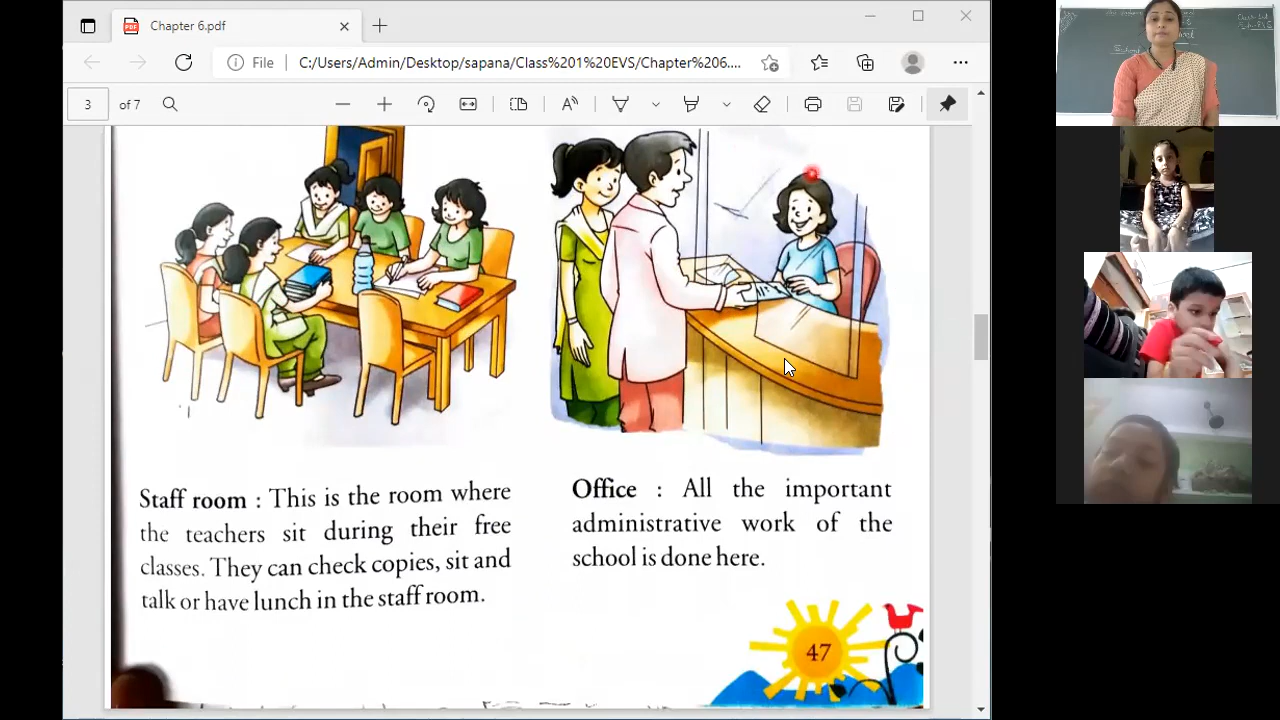 Chapter 6.pdf
File C:/Users/Admin/Desktop/sapana/Class%201%20EVS/Chapter%206....
3 of 7
Staff room : This is the room where
the teachers sit during their free
classes. They can check copies, sit and
talk or have lunch in the staff room.
Office : All the important
administrative work of the
school is done here.
47